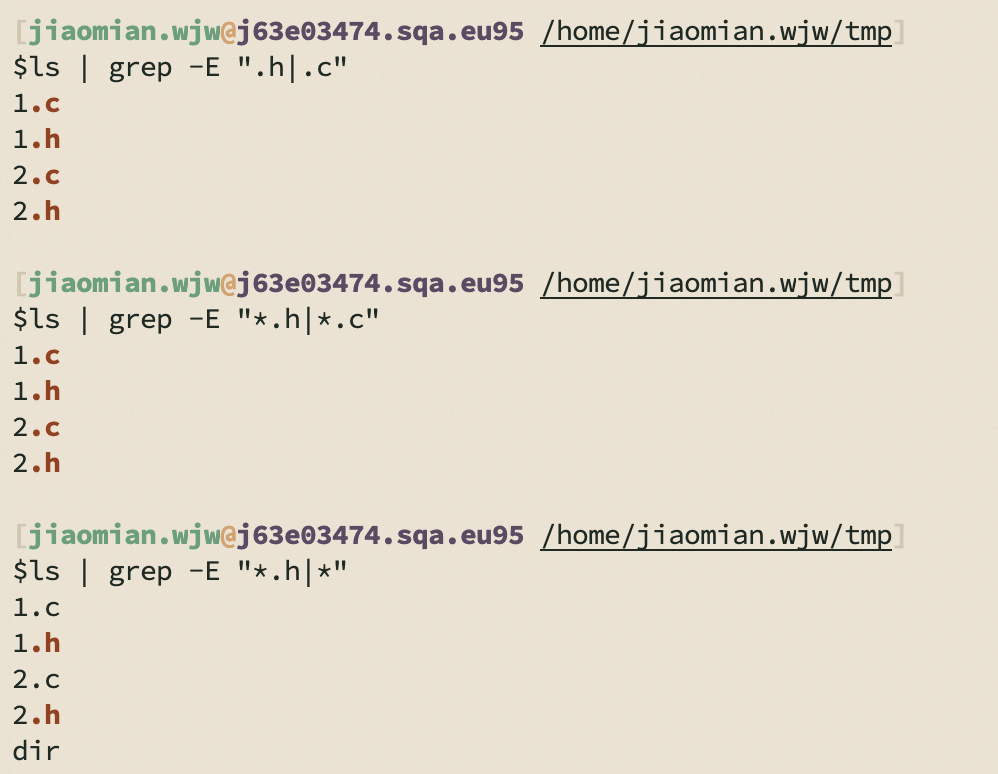 [jiaomian.wjw@j63e03474.sqa.eu95 /home/jiaomian.wjw/tmp]
$ls | grep -E ".h|.c"
1.c
1.h
2.c
2.h
[jiaomian.wjw@j63e03474.sqa.eu95 /home/jiaomian.wjw/tmp]
$ls | grep -E "*.h|*.c"
1.c
1.h
2.c
2.h
[jiaomian.wjw@j63e03474.sqa.eu95 /home/jiaomian.wjw/tmp]
$ls | grep -E "*.h|*"
1.c
1.h
2.c
2.h
dir